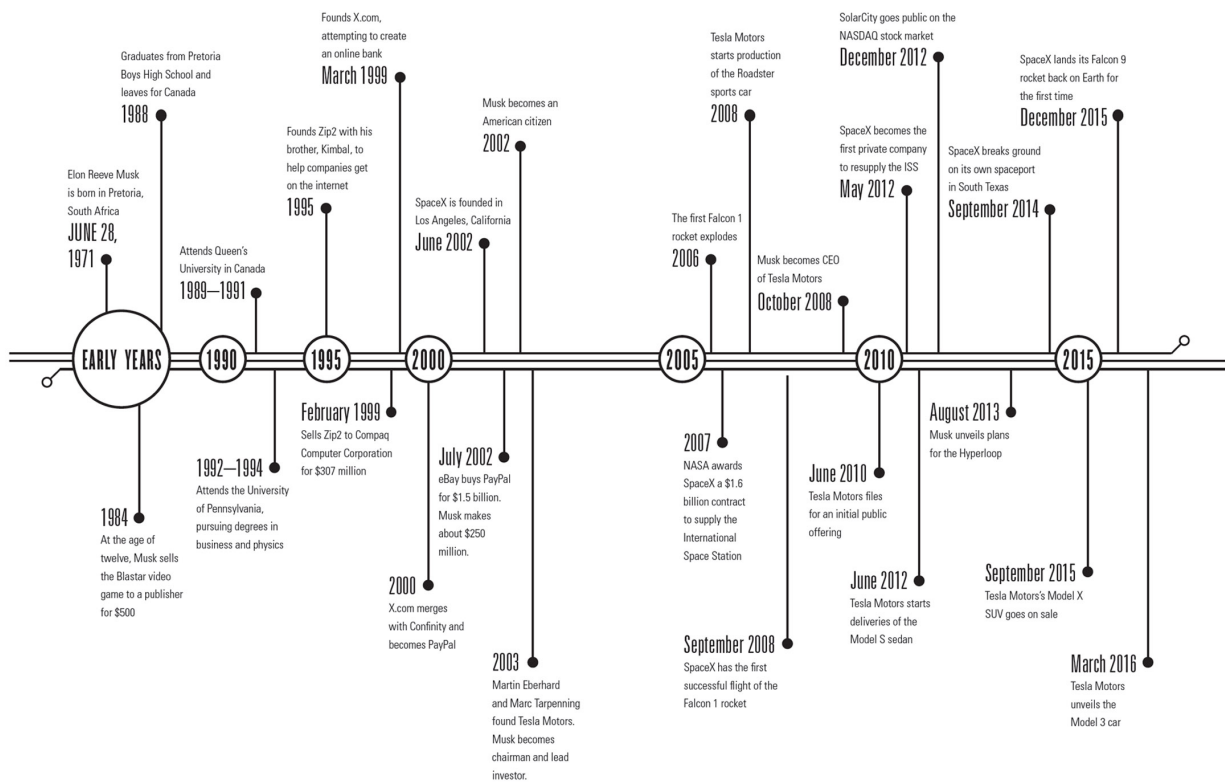 Elon Reeve Musk
is born in Pretoria,
South Africa
JUNE 28,
1971
Graduates from Pretoria
Boys High School and
leaves for Canada
1988
Attends Queen's
University in Canada
1989—1991
Founds Zip2 with his
brother, Kimbal, to
help companies get
on the internet
1995
Founds X.com,
attempting to create
an online bank
March 1999
SpaceX is founded in
Los Angeles, California
June 2002
Musk becomes an
American citizen
2002
The first Falcon 1
rocket explodes
2006
Tesla Motors
starts production
of the Roadster
sports car
2008
Musk becomes CEO
of Tesla Motors
October 2008
SpaceX becomes the
first private company
to resupply the ISS
May 2012
SolarCity goes public on the
NASDAQ stock market
December 2012
SpaceX breaks ground
on its own spaceport
in South Texas
September 2014
SpaceX lands its Falcon 9
rocket back on Earth for
the first time
December 2015
EARLY YEARS
1990
1995
2000
2005
2010
2015
1984
At the age of
twelve, Musk sells
the Blastar video
game to a publisher
for $500
1992—1994
Attends the University
of Pennsylvania,
pursuing degrees in
business and physics
February 1999
Sells Zip2 to Compaq
Computer Corporation
for $307 million
2000
X.com merges
with Confinity and
becomes PayPal
July 2002
eBay buys PayPal
for $1.5 billion.
Musk makes
about $250
million.
2003
Martin Eberhard
and Marc Tarpenning
found Tesla Motors.
Musk becomes
chairman and lead
investor.
2007
NASA awards
SpaceX a $1.6
billion contract
to supply the
International
Space Station
September 2008
SpaceX has the first
successful flight of the
Falcon 1 rocket
June 2010
Tesla Motors files
for an initial public
offering
June 2012
Tesla Motors starts
deliveries of the
Model S sedan
August 2013
Musk unveils plans
for the Hyperloop
September 2015
Tesla Motors's Model X
SUV goes on sale
March 2016
Tesla Motors
unveils the
Model 3 car